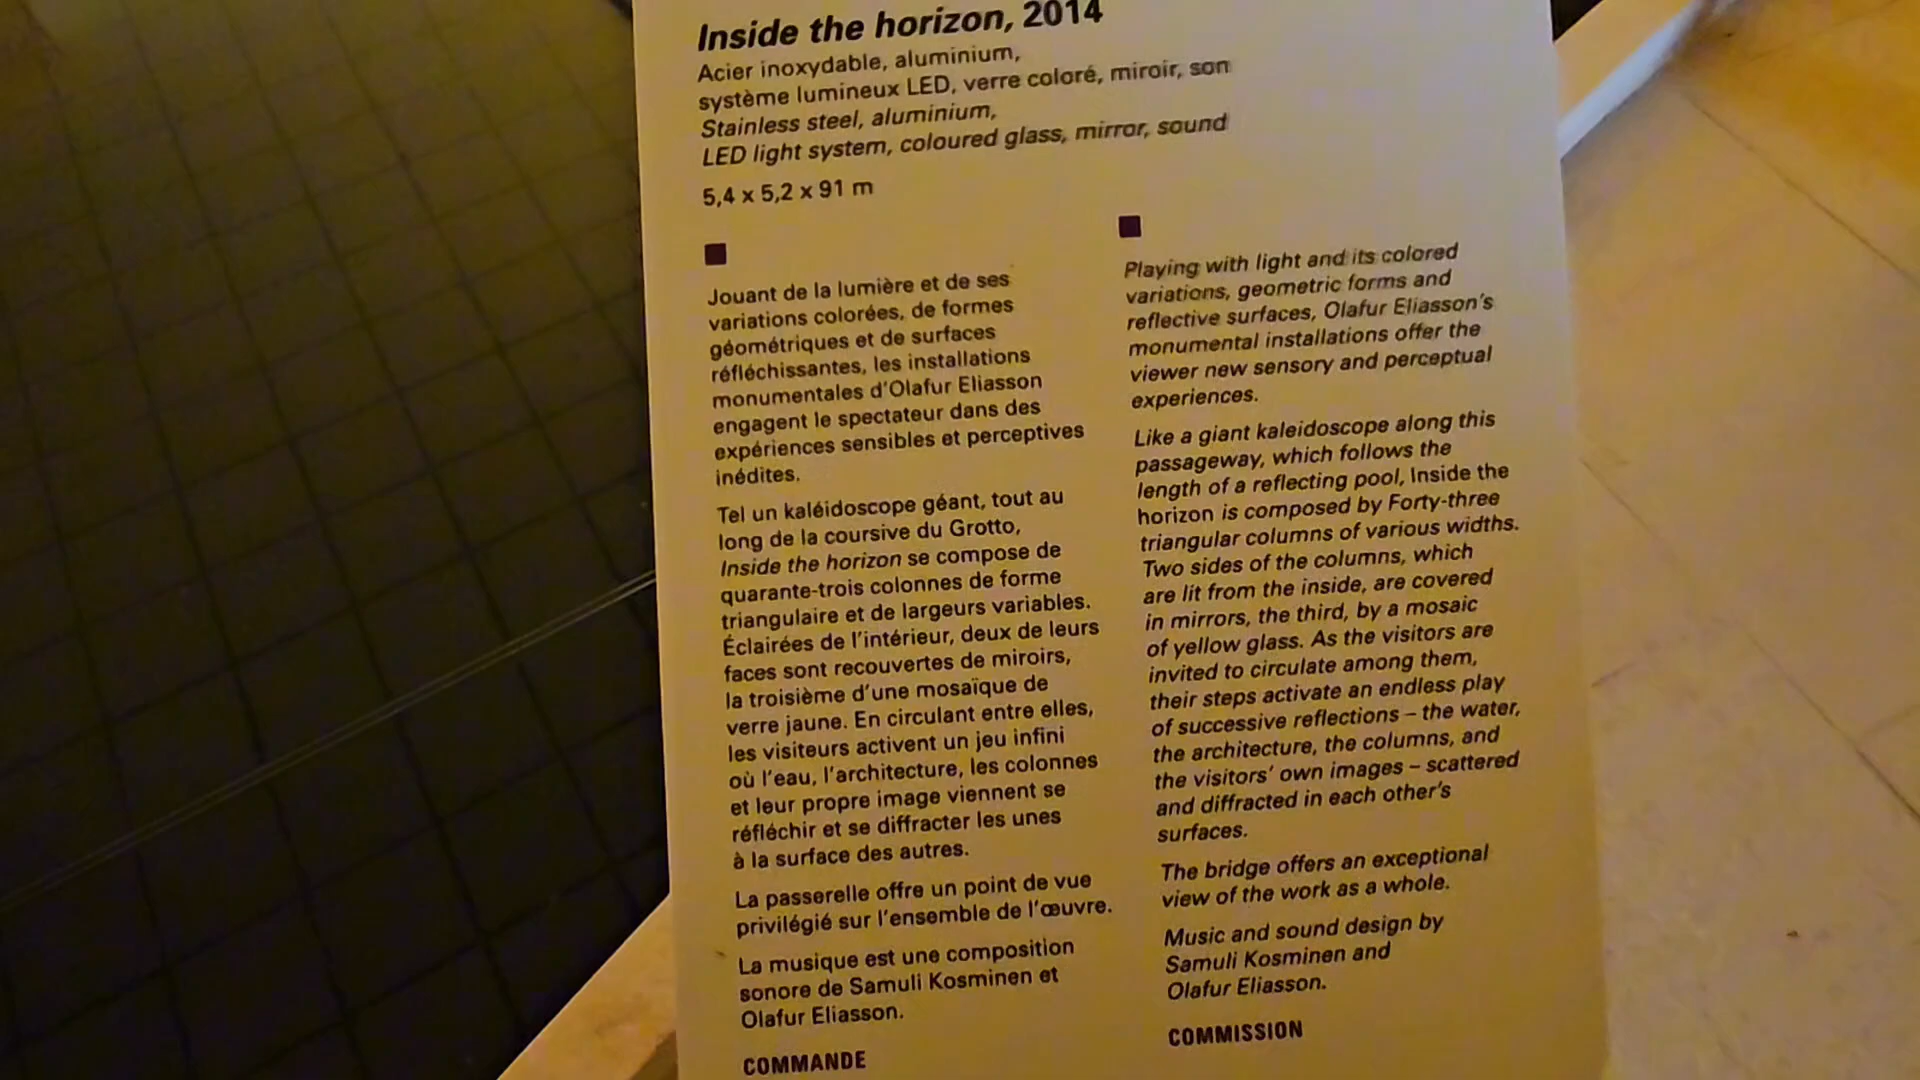 Inside the horizon, 2014
Acier inoxydable, aluminium,
système lumineux LED, verre coloré, miroir, son
Stainless steel, aluminium,
LED light system, coloured glass, mirror, sound
5,4 x 5,2 x 91 m
Jouant de la lumière et de ses
variations colorées, de formes
géométriques et de surfaces
réfléchissantes, les installations
monumentales d'Olafur Eliasson
engagent le spectateur dans des
expériences sensibles et perceptives
inédites.
Tel un kaléidoscope géant, tout au
long de la coursive du Grotto,
Inside the horizon se compose de
quarante-trois colonnes de forme
triangulaire et de largeurs variables.
Éclairées de l'intérieur, deux de leurs
faces sont recouvertes de miroirs,
la troisième d'une mosaïque de
verre jaune. En circulant entre elles,
les visiteurs activent un jeu infini
où l'eau, l'architecture, les colonnes
et leur propre image viennent se
réfléchir et se diffracter les unes
à la surface des autres.
La passerelle offre un point de vue
privilégié sur l'ensemble de l'œuvre.
La musique est une composition
sonore de Samuli Kosminen et
Olafur Eliasson.
COMMANDE
Playing with light and its colored
variations, geometric forms and
reflective surfaces, Olafur Eliasson's
monumental installations offer the
viewer new sensory and perceptual
experiences.
Like a giant kaleidoscope along this
passageway, which follows the
length of a reflecting pool, Inside the
horizon is composed by Forty-three
triangular columns of various widths.
Two sides of the columns, which
are lit from the inside, are covered
in mirrors, the third, by a mosaic
of yellow glass. As the visitors are
invited to circulate among them,
their steps activate an endless play
of successive reflections – the water,
the architecture, the columns, and
the visitors' own images – scattered
and diffracted in each other's
surfaces.
The bridge offers an exceptional
view of the work as a whole.
Music and sound design by
Samuli Kosminen and
Olafur Eliasson.
COMMISSION